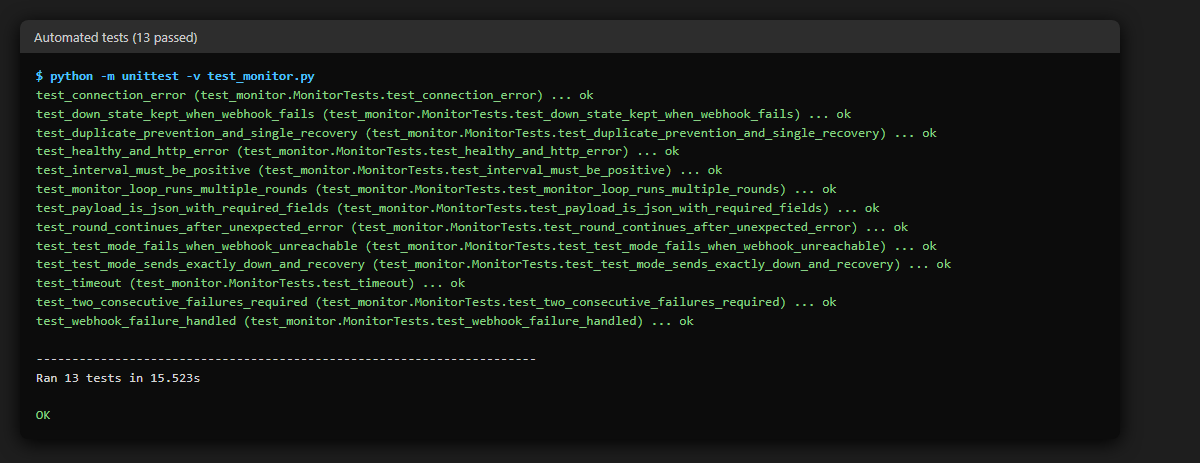 Automated tests (13 passed)
$ python -m unittest -v test_monitor.py
test_connection_error (test_monitor.MonitorTests.test_connection_error) ... ok
test_down_state_kept_when_webhook_fails (test_monitor.MonitorTests.test_down_state_kept_when_webhook_fails) ... ok
test_duplicate_prevention_and_single_recovery (test_monitor.MonitorTests.test_duplicate_prevention_and_single_recovery) ... ok
test_healthy_and_http_error (test_monitor.MonitorTests.test_healthy_and_http_error) ... ok
test_interval_must_be_positive (test_monitor.MonitorTests.test_interval_must_be_positive) ... ok
test_monitor_loop_runs_multiple_rounds (test_monitor.MonitorTests.test_monitor_loop_runs_multiple_rounds) ... ok
test_payload_is_json_with_required_fields (test_monitor.MonitorTests.test_payload_is_json_with_required_fields) ... ok
test_round_continues_after_unexpected_error (test_monitor.MonitorTests.test_round_continues_after_unexpected_error) ... ok
test_test_mode_fails_when_webhook_unreachable (test_monitor.MonitorTests.test_test_mode_fails_when_webhook_unreachable) ... ok
test_test_mode_sends_exactly_down_and_recovery (test_monitor.MonitorTests.test_test_mode_sends_exactly_down_and_recovery) ... ok
test_timeout (test_monitor.MonitorTests.test_timeout) ... ok
test_two_consecutive_failures_required (test_monitor.MonitorTests.test_two_consecutive_failures_required) ... ok
test_webhook_failure_handled (test_monitor.MonitorTests.test_webhook_failure_handled) ... ok
----------------------------------------------------------------------
Ran 13 tests in 15.523s
OK